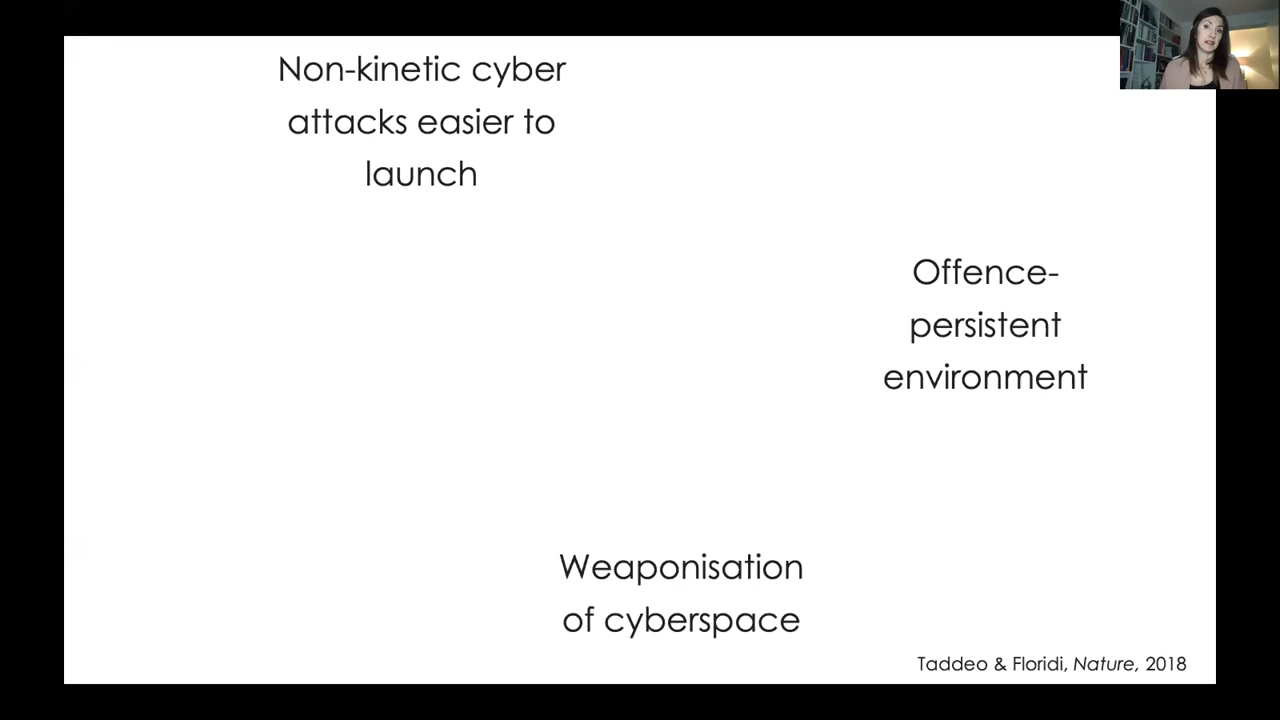 Non-kinetic cyber
attacks easier to
launch
Offence-
persistent
environment
Weaponisation
of cyberspace
Taddeo & Floridi, Nature, 2018